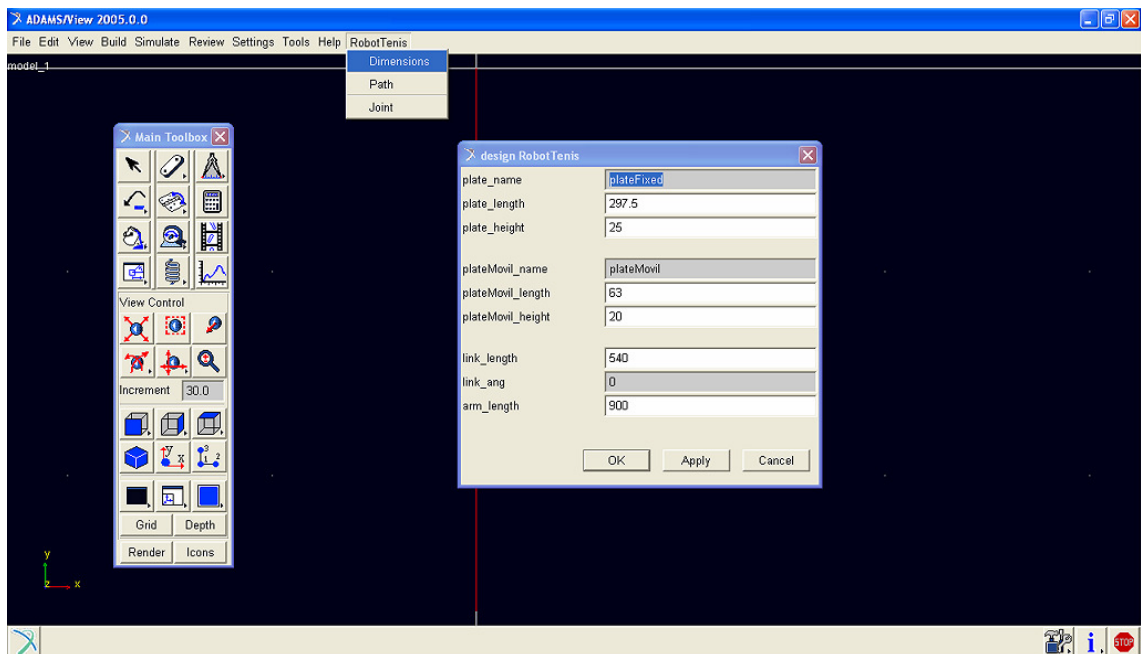 ADAMS/View 2005.0.0
File Edit View Build Simulate Review Settings Tools Help RobotTenis
model_1
Dimensions
Path
Joint
Main Toolbox
View Control
Increment 30.0
Grid Depth
Render Icons
design RobotTenis
plate_name plateFixed
plate_length 297.5
plate_height 25
plateMovil_name plateMovil
plateMovil_length 63
plateMovil_height 20
link_length 540
link_ang 0
arm_length 900
OK Apply Cancel
y
z x
STOP